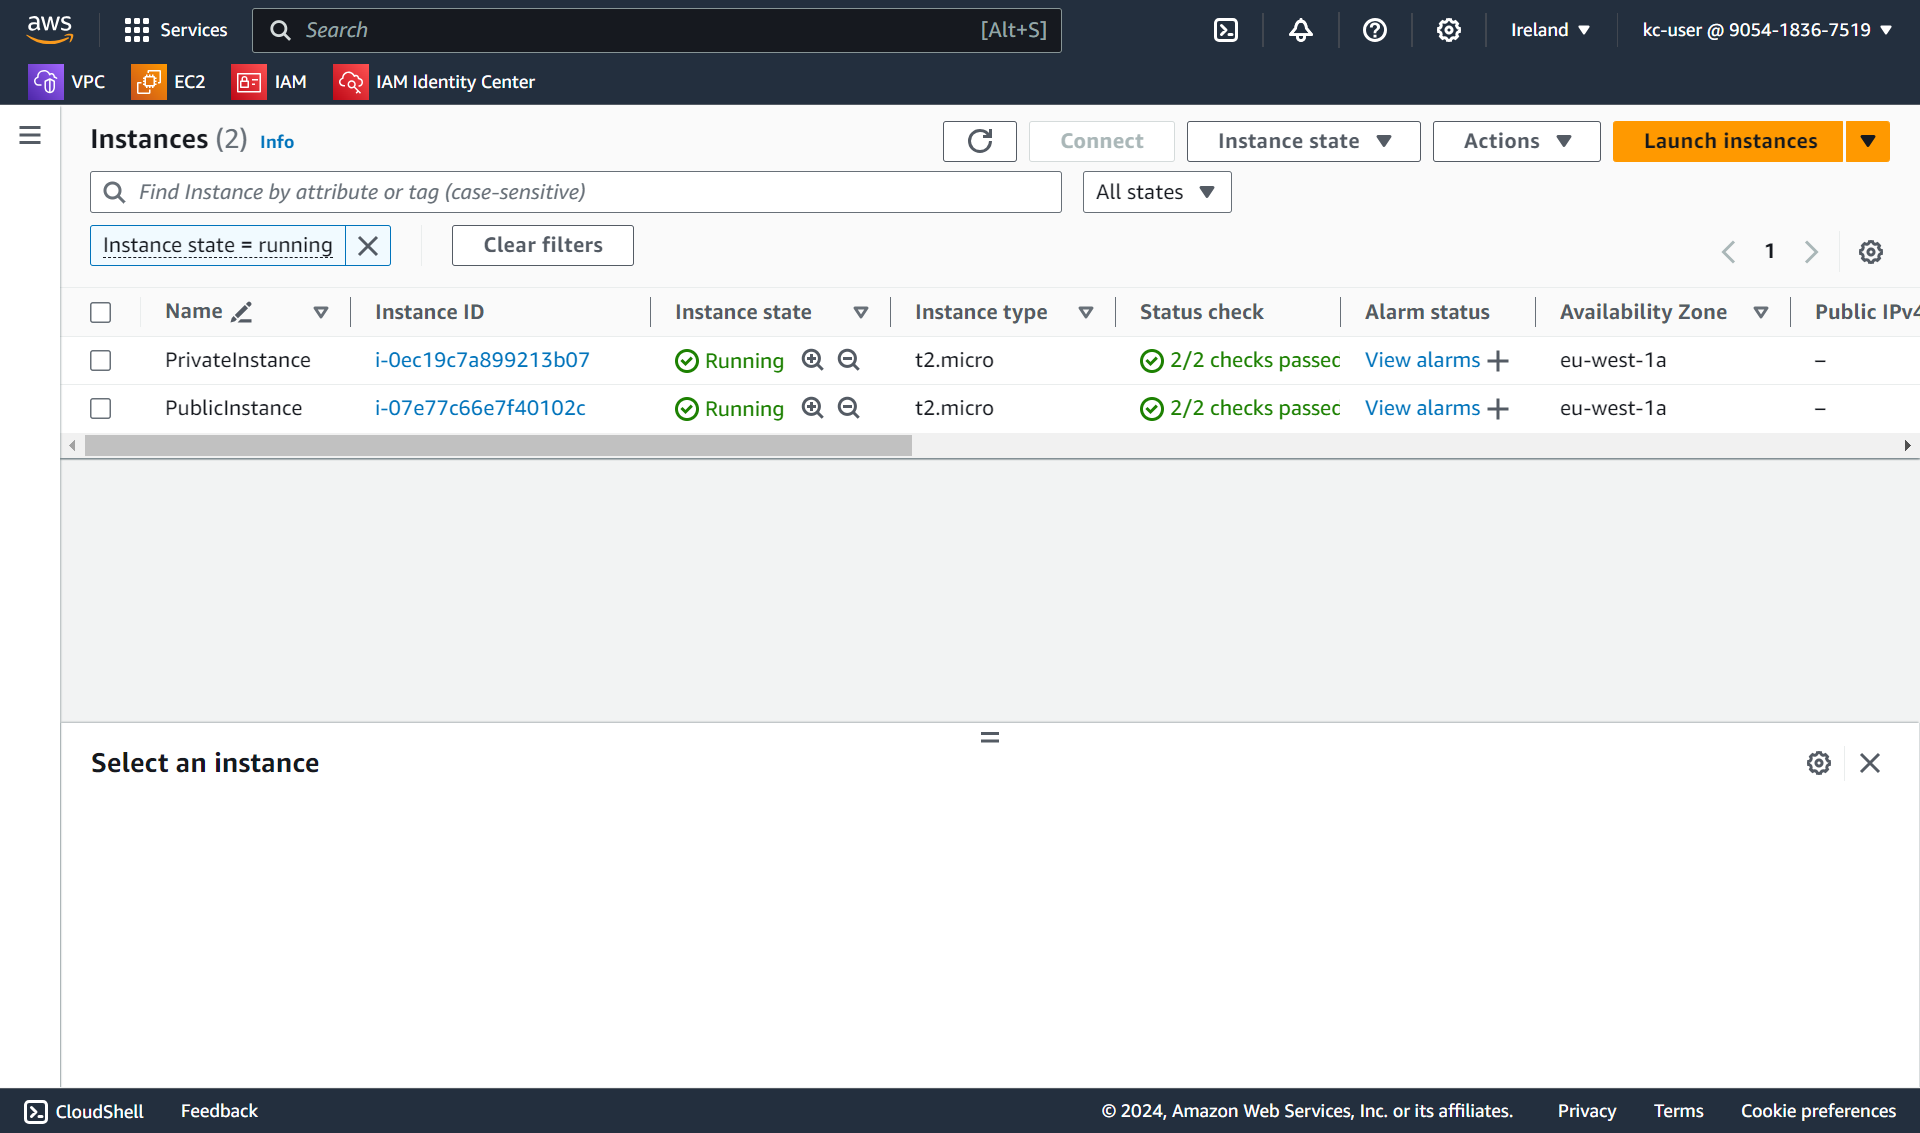 aws
Services
Search
[Alt+S]
Ireland
kc-user @ 9054-1836-7519
VPC
EC2
IAM
IAM Identity Center
Instances (2) Info
Connect
Instance state
Actions
Launch instances
Find Instance by attribute or tag (case-sensitive)
All states
Instance state = running
Clear filters
1
Name
Instance ID
Instance state
Instance type
Status check
Alarm status
Availability Zone
Public IPv4
PrivateInstance
i-0ec19c7a899213b07
Running
t2.micro
2/2 checks passed
View alarms
eu-west-1a
–
PublicInstance
i-07e77c66e7f40102c
Running
t2.micro
2/2 checks passed
View alarms
eu-west-1a
–
Select an instance
CloudShell
Feedback
© 2024, Amazon Web Services, Inc. or its affiliates.
Privacy
Terms
Cookie preferences